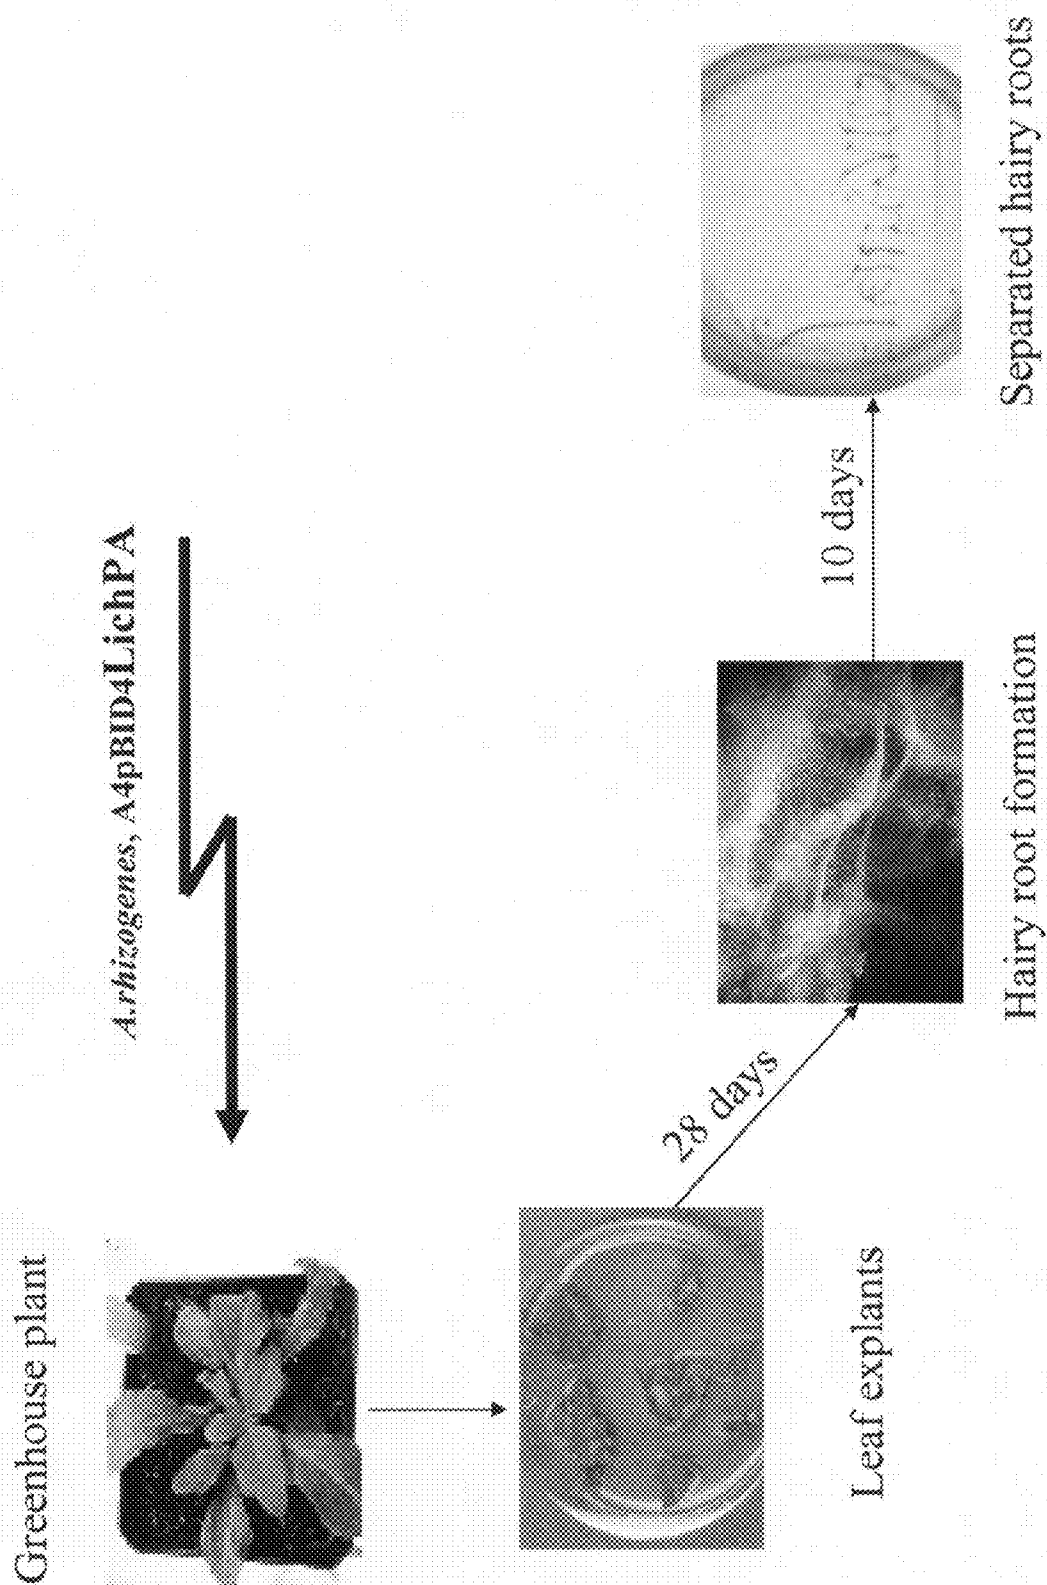 Greenhouse plant
A.rhizogenes, A4pBID4LichPA
Leaf explants
28 days
Hairy root formation
10 days
Separated hairy roots